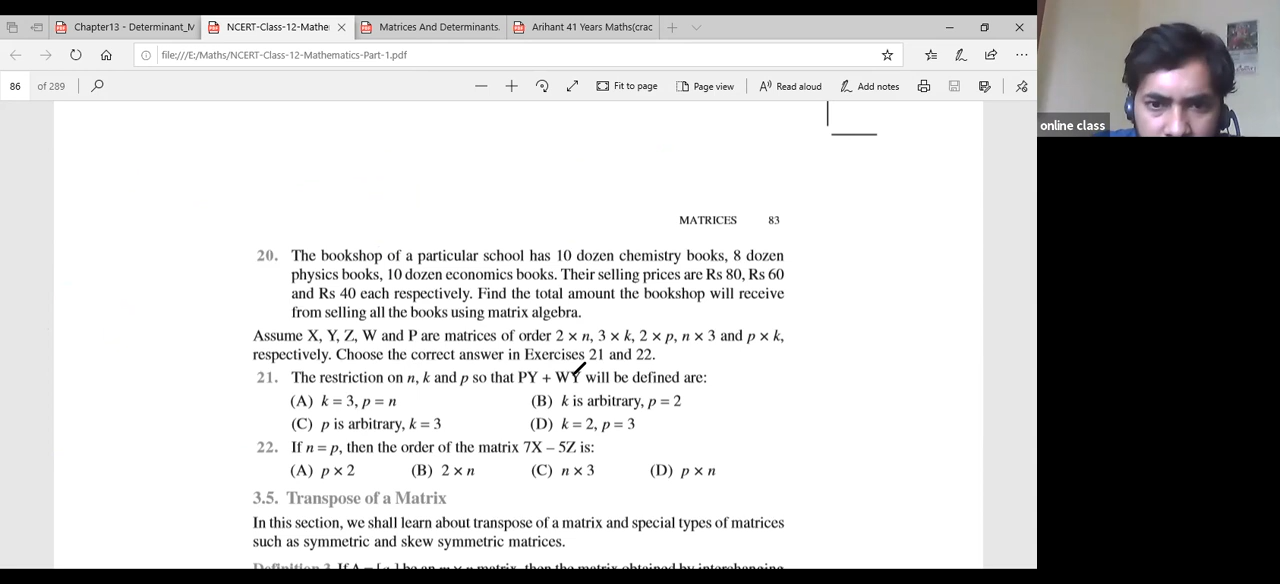 Chapter13 - Determinant_M
NCERT-Class-12-Mathe
Matrices And Determinants.
Arihant 41 Years Maths(crac
file:///E:/Maths/NCERT-Class-12-Mathematics-Part-1.pdf
86 of 289
Fit to page
Page view
Read aloud
Add notes
online class
MATRICES 83
20. The bookshop of a particular school has 10 dozen chemistry books, 8 dozen
physics books, 10 dozen economics books. Their selling prices are Rs 80, Rs 60
and Rs 40 each respectively. Find the total amount the bookshop will receive
from selling all the books using matrix algebra.
Assume X, Y, Z, W and P are matrices of order 2 × n, 3 × k, 2 × p, n × 3 and p × k,
respectively. Choose the correct answer in Exercises 21 and 22.
21. The restriction on n, k and p so that PY + WY will be defined are:
(A) k = 3, p = n (B) k is arbitrary, p = 2
(C) p is arbitrary, k = 3 (D) k = 2, p = 3
22. If n = p, then the order of the matrix 7X – 5Z is:
(A) p × 2 (B) 2 × n (C) n × 3 (D) p × n
3.5. Transpose of a Matrix
In this section, we shall learn about transpose of a matrix and special types of matrices
such as symmetric and skew symmetric matrices.